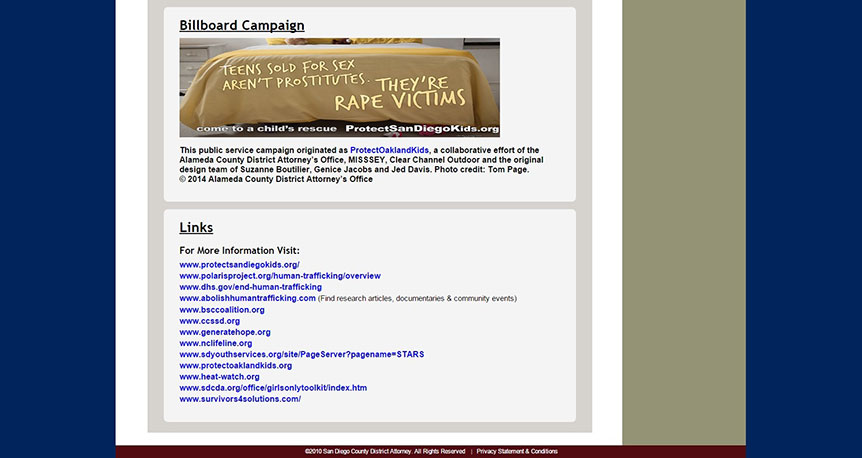 Billboard Campaign
TEENS SOLD FOR SEX
AREN'T PROSTITUTES. THEY'RE
RAPE VICTIMS
come to a child's rescue ProtectSanDiegoKids.org
This public service campaign originated as ProtectOaklandKids, a collaborative effort of the
Alameda County District Attorney's Office, MISSSEY, Clear Channel Outdoor and the original
design team of Suzanne Boutilier, Genice Jacobs and Jed Davis. Photo credit: Tom Page.
© 2014 Alameda County District Attorney's Office
Links
For More Information Visit:
www.protectsandiegokids.org/
www.polarisproject.org/human-trafficking/overview
www.dhs.gov/end-human-trafficking
www.abolishhumantrafficking.com (Find research articles, documentaries & community events)
www.bsccoalition.org
www.ccssd.org
www.generatehope.org
www.nclifeline.org
www.sdyouthservices.org/site/PageServer?pagename=STARS
www.protectoaklandkids.org
www.heat-watch.org
www.sdcda.org/office/girlsonlytoolkit/index.htm
www.survivors4solutions.com/
©2010 San Diego County District Attorney. All Rights Reserved | Privacy Statement & Conditions